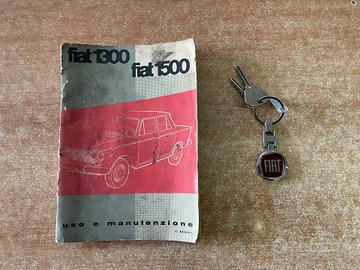 fiat 1300
fiat 1500
uso e manutenzione
FIAT